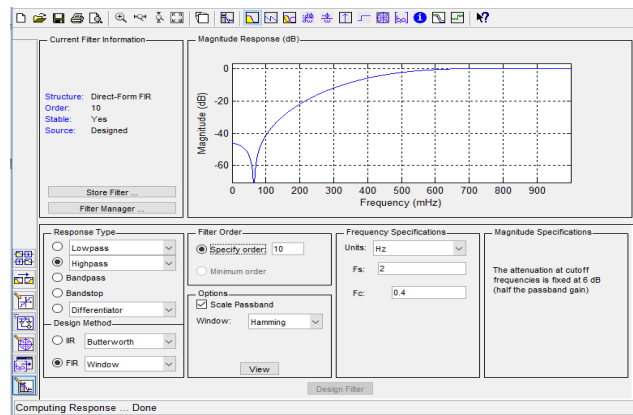 Current Filter Information
Structure: Direct-Form FIR
Order: 10
Stable: Yes
Source: Designed
Store Filter ...
Filter Manager ...
Magnitude Response (dB)
Magnitude (dB)
0
-20
-40
-60
0 100 200 300 400 500 600 700 800 900
Frequency (mHz)
Response Type
Lowpass
Highpass
Bandpass
Bandstop
Differentiator
Design Method
IIR Butterworth
FIR Window
Filter Order
Specify order: 10
Minimum order
Options
Scale Passband
Window: Hamming
View
Frequency Specifications
Units: Hz
Fs: 2
Fc: 0.4
Magnitude Specifications
The attenuation at cutoff
frequencies is fixed at 6 dB
(half the passband gain)
Design Filter
Computing Response ... Done